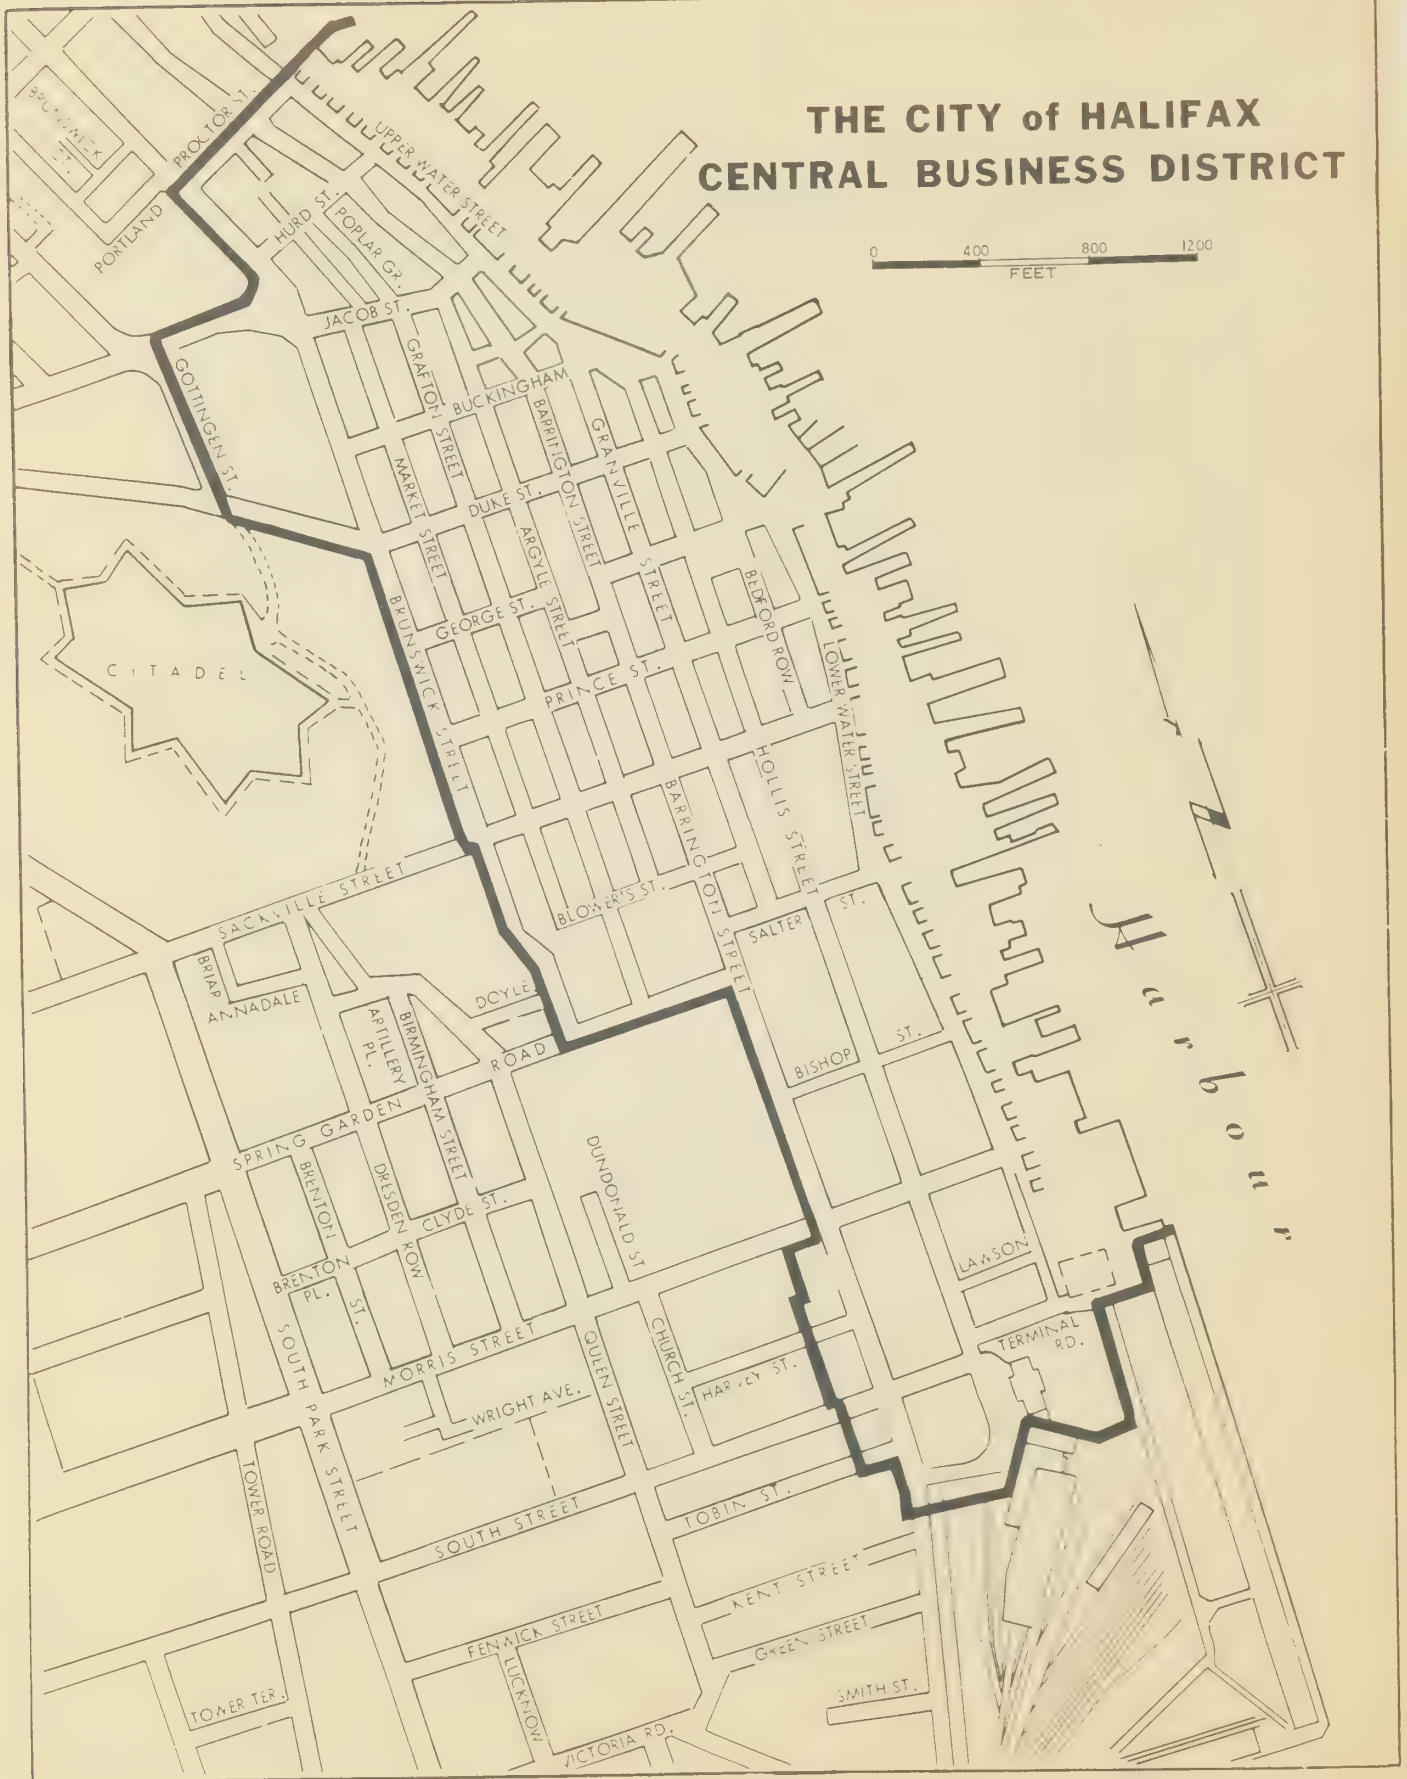 THE CITY of HALIFAX
CENTRAL BUSINESS DISTRICT
0 400 800 1200
FEET
PROCTOR ST.
UPPER WATER STREET
PORTLAND
HURD ST.
POPLAR GR.
JACOB ST.
GOTTINGEN ST.
GRAFTON STREET
BUCKINGHAM
BARRINGTON STREET
GRANVILLE STREET
MARKET STREET
DUKE ST.
ARGYLE STREET
BEDFORD ROW
BRUNSWICK STREET
GEORGE ST.
LOWER WATER STREET
CITADEL
PRINCE ST.
N
HOLLIS STREET
BARRINGTON STREET
SACKVILLE STREET
BLOWER'S ST.
SALTER ST.
Harbour
BRIAR
ANNADALE
DOYLE
ARTILLERY PL.
BIRMINGHAM STREET
BISHOP ST.
SPRING GARDEN ROAD
BRENTON ST.
DRESDEN ROW
DUNDONALD ST
CLYDE ST.
LAWSON
BRENTON PL.
SOUTH PARK STREET
MORRIS STREET
QUEEN STREET
CHURCH ST.
TERMINAL RD.
HARVEY ST.
WRIGHT AVE.
TOWER ROAD
SOUTH STREET
TOBIN ST.
KENT STREET
FENWICK STREET
GREEN STREET
LUCKNOW
SMITH ST.
TOWER TER.
VICTORIA RD.